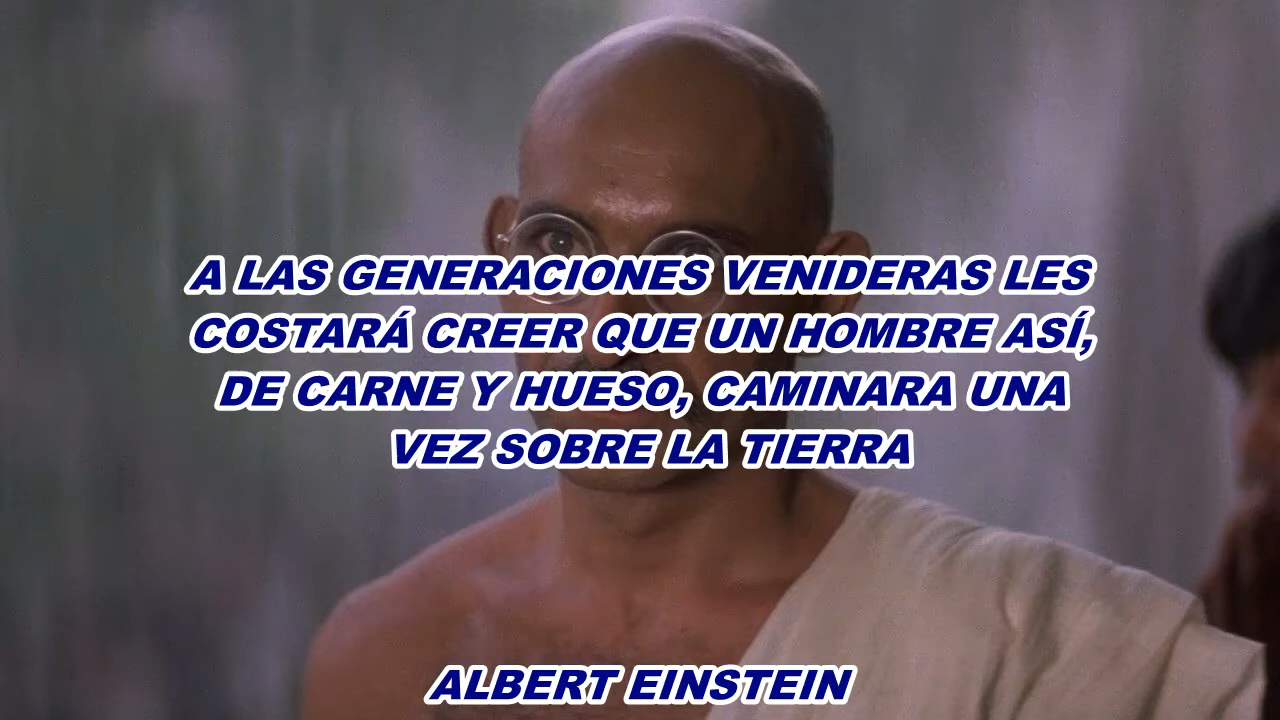 A LAS GENERACIONES VENIDERAS LES
COSTARÁ CREER QUE UN HOMBRE ASÍ,
DE CARNE Y HUESO, CAMINARA UNA
VEZ SOBRE LA TIERRA
ALBERT EINSTEIN